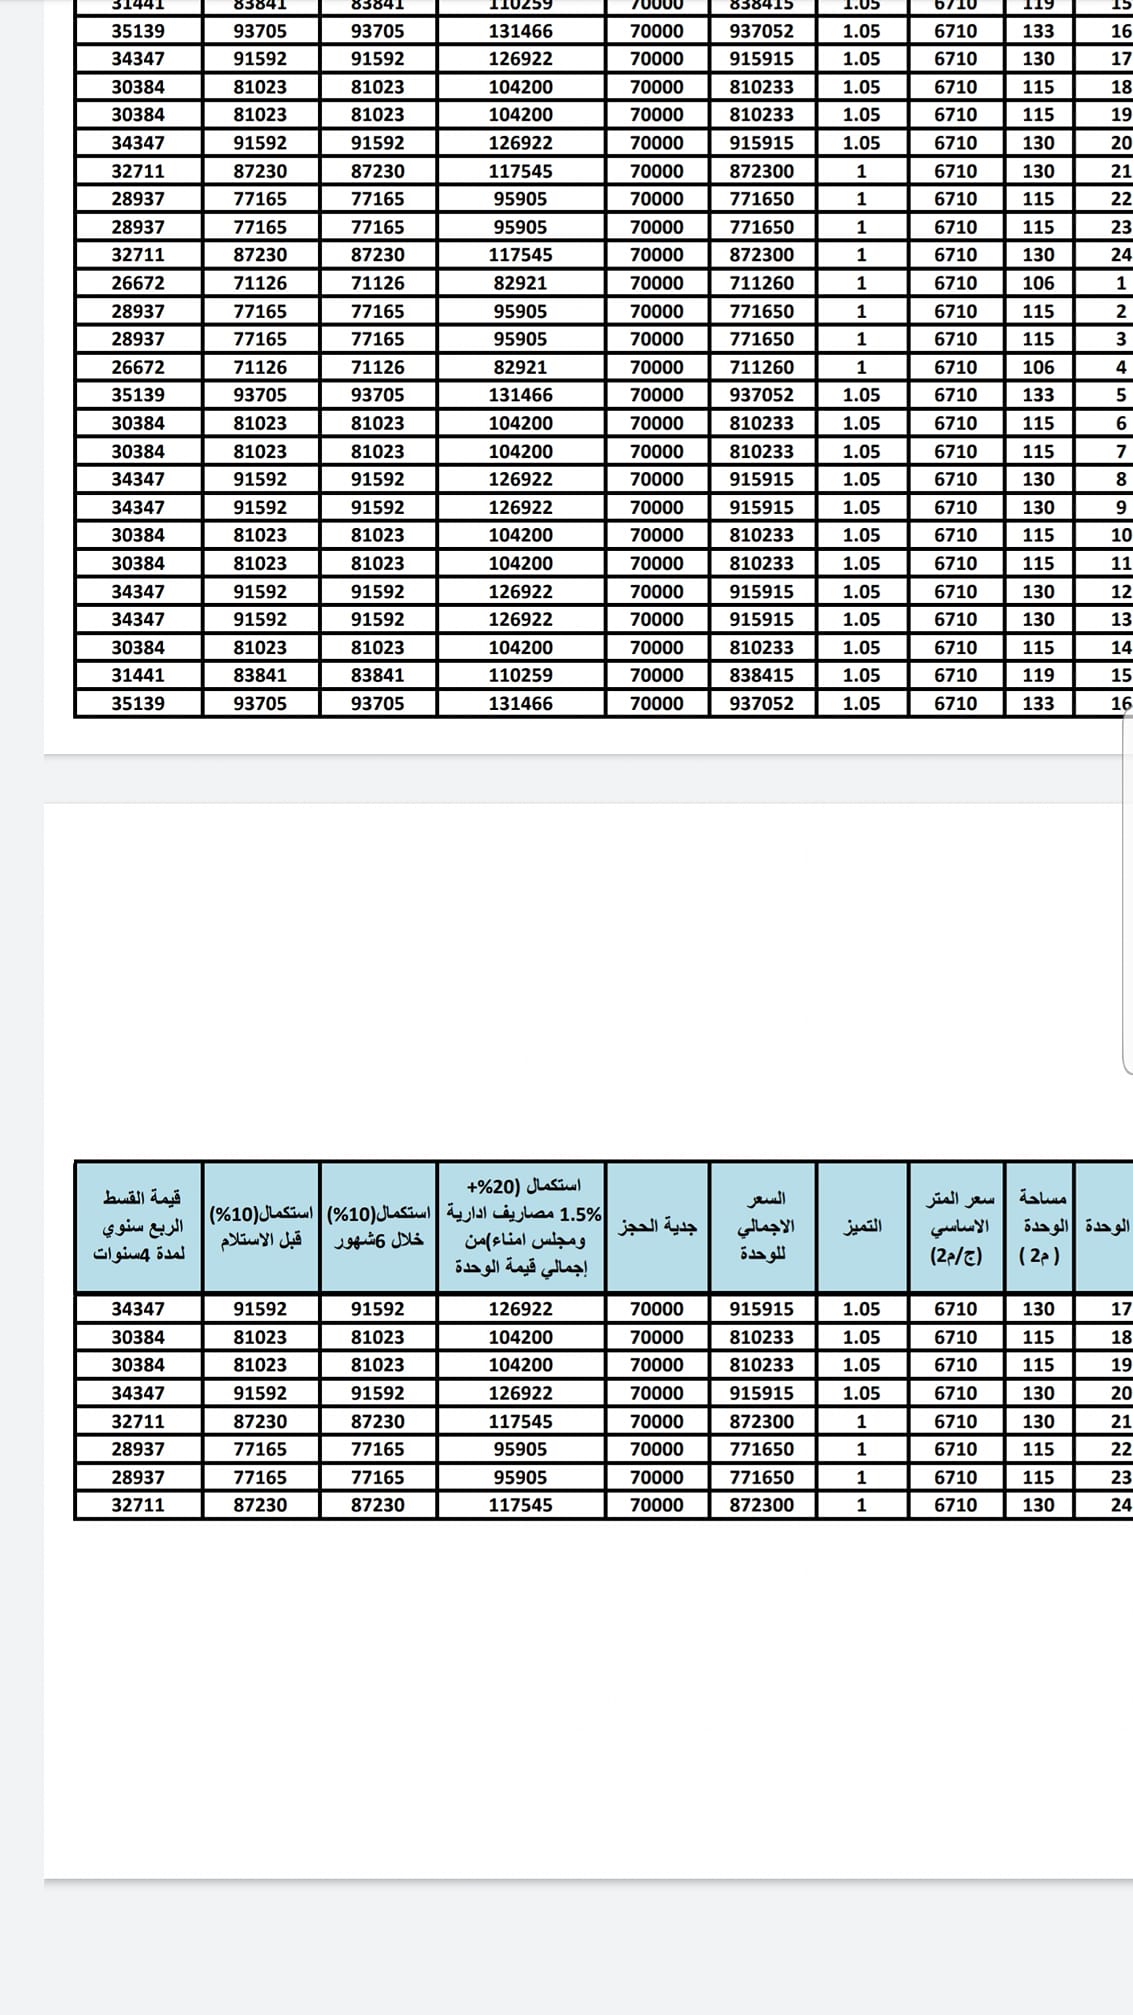 31441 83841 83841 110259 70000 838415 1.05 6710 119 15
35139 93705 93705 131466 70000 937052 1.05 6710 133 16
34347 91592 91592 126922 70000 915915 1.05 6710 130 17
30384 81023 81023 104200 70000 810233 1.05 6710 115 18
30384 81023 81023 104200 70000 810233 1.05 6710 115 19
34347 91592 91592 126922 70000 915915 1.05 6710 130 20
32711 87230 87230 117545 70000 872300 1 6710 130 21
28937 77165 77165 95905 70000 771650 1 6710 115 22
28937 77165 77165 95905 70000 771650 1 6710 115 23
32711 87230 87230 117545 70000 872300 1 6710 130 24
26672 71126 71126 82921 70000 711260 1 6710 106 1
28937 77165 77165 95905 70000 771650 1 6710 115 2
28937 77165 77165 95905 70000 771650 1 6710 115 3
26672 71126 71126 82921 70000 711260 1 6710 106 4
35139 93705 93705 131466 70000 937052 1.05 6710 133 5
30384 81023 81023 104200 70000 810233 1.05 6710 115 6
30384 81023 81023 104200 70000 810233 1.05 6710 115 7
34347 91592 91592 126922 70000 915915 1.05 6710 130 8
34347 91592 91592 126922 70000 915915 1.05 6710 130 9
30384 81023 81023 104200 70000 810233 1.05 6710 115 10
30384 81023 81023 104200 70000 810233 1.05 6710 115 11
34347 91592 91592 126922 70000 915915 1.05 6710 130 12
34347 91592 91592 126922 70000 915915 1.05 6710 130 13
30384 81023 81023 104200 70000 810233 1.05 6710 115 14
31441 83841 83841 110259 70000 838415 1.05 6710 119 15
35139 93705 93705 131466 70000 937052 1.05 6710 133 16
الوحدة
مساحة
الوحدة
(م2 )
سعر المتر
الاساسي
(ج/م2)
التميز
السعر
الاجمالي
للوحدة
جدية الحجز
استكمال (20%+
1.5% مصاريف ادارية
ومجلس امناء)من
إجمالي قيمة الوحدة
استكمال(10%)
خلال 6شهور
استكمال(10%)
قبل الاستلام
قيمة القسط
الربع سنوي
لمدة 4سنوات
34347 91592 91592 126922 70000 915915 1.05 6710 130 17
30384 81023 81023 104200 70000 810233 1.05 6710 115 18
30384 81023 81023 104200 70000 810233 1.05 6710 115 19
34347 91592 91592 126922 70000 915915 1.05 6710 130 20
32711 87230 87230 117545 70000 872300 1 6710 130 21
28937 77165 77165 95905 70000 771650 1 6710 115 22
28937 77165 77165 95905 70000 771650 1 6710 115 23
32711 87230 87230 117545 70000 872300 1 6710 130 24